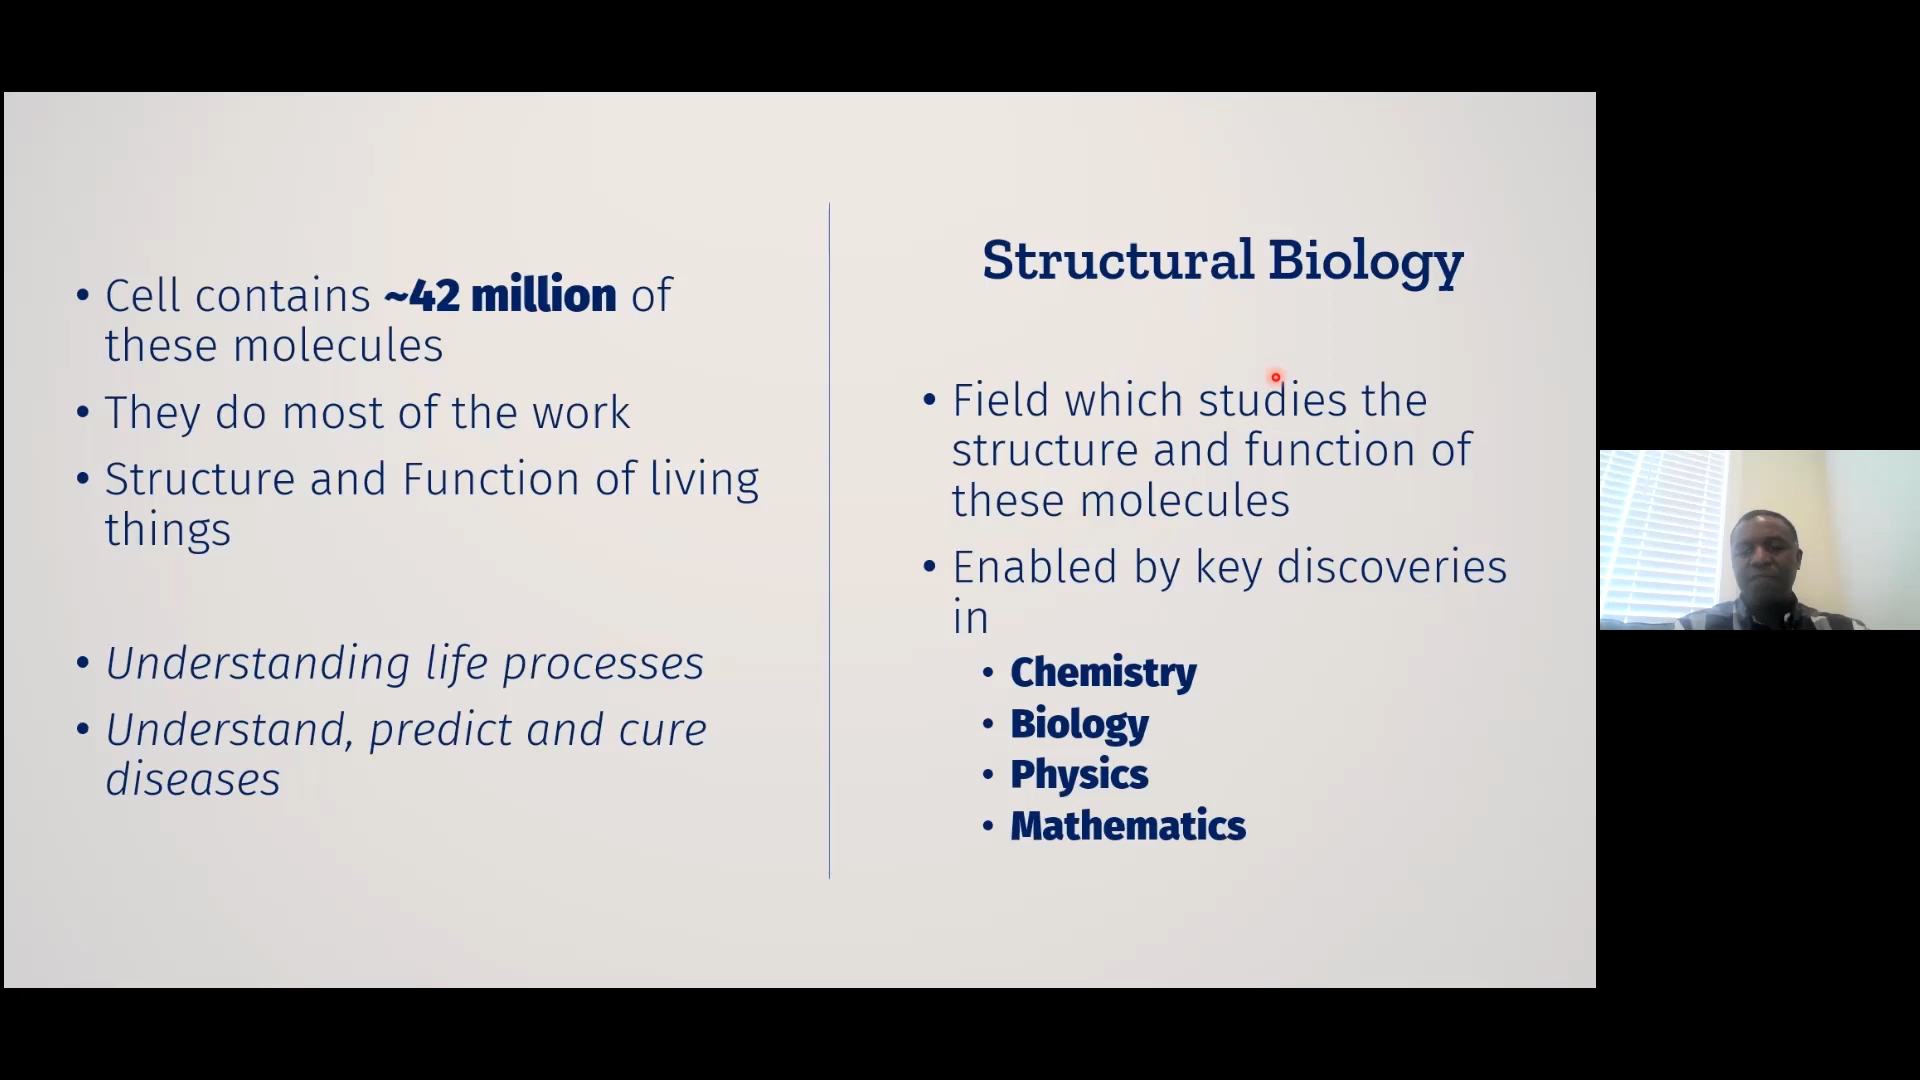 • Cell contains ~42 million of
these molecules
• They do most of the work
• Structure and Function of living
things
• Understanding life processes
• Understand, predict and cure
diseases
Structural Biology
• Field which studies the
structure and function of
these molecules
• Enabled by key discoveries
in
• Chemistry
• Biology
• Physics
• Mathematics